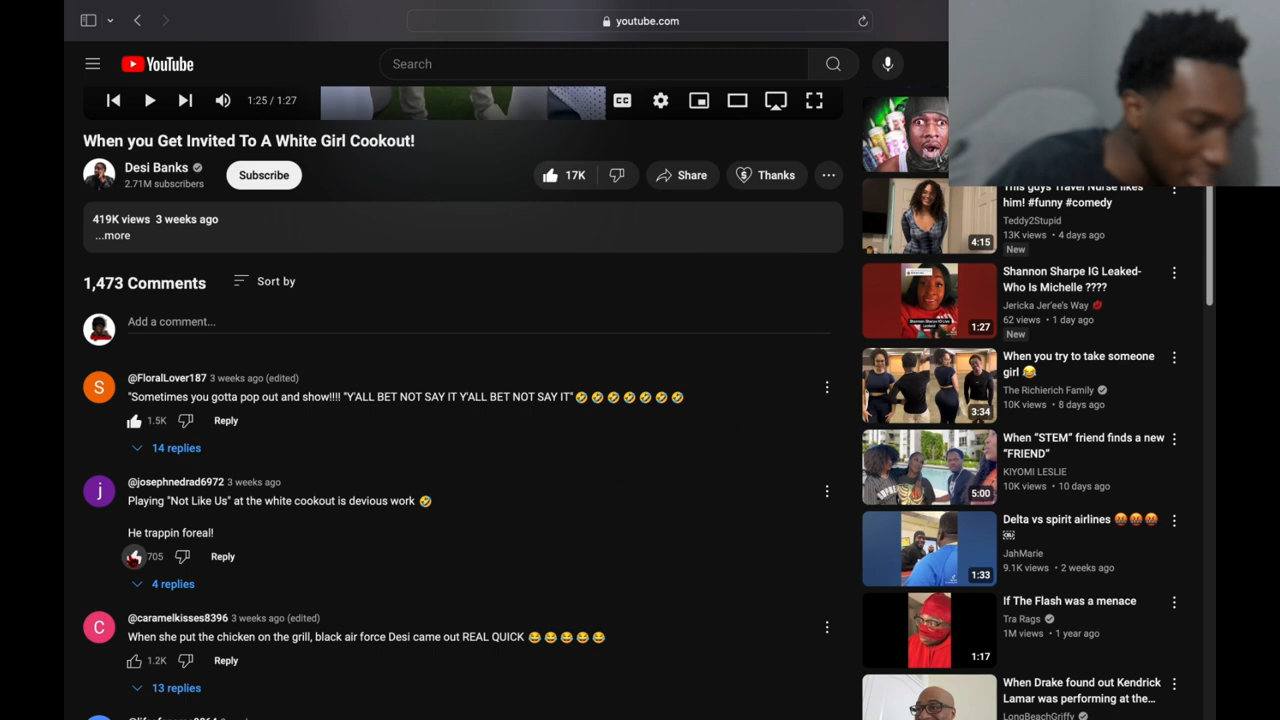 youtube.com
YouTube
Search
1:25 / 1:27
CC
When you Get Invited To A White Girl Cookout!
Desi Banks
2.71M subscribers
Subscribe
17K
Share
Thanks
419K views 3 weeks ago
...more
1,473 Comments
Sort by
Add a comment...
S
@FloralLover187 3 weeks ago (edited)
"Sometimes you gotta pop out and show!!!! "Y'ALL BET NOT SAY IT Y'ALL BET NOT SAY IT"🤣🤣🤣🤣🤣🤣🤣
1.5K
Reply
14 replies
j
@josephnedrad6972 3 weeks ago
Playing "Not Like Us" at the white cookout is devious work 🤣
He trappin foreal!
705
Reply
4 replies
C
@caramelkisses8396 3 weeks ago (edited)
When she put the chicken on the grill, black air force Desi came out REAL QUICK 😂😂😂😂😂
1.2K
Reply
13 replies
This guys Travel Nurse likes
him! #funny #comedy
Teddy2Stupid
13K views • 4 days ago
New
4:15
Shannon Sharpe IG Leaked-
Who Is Michelle ????
Jericka Jer'ee's Way 💋
62 views • 1 day ago
New
1:27
When you try to take someone
girl 😂
The Richierich Family
10K views • 8 days ago
3:34
When “STEM” friend finds a new
“FRIEND”
KIYOMI LESLIE
10K views • 10 days ago
5:00
Delta vs spirit airlines 🤬🤬🤬
JahMarie
9.1K views • 2 weeks ago
1:33
If The Flash was a menace
Tra Rags
1M views • 1 year ago
1:17
When Drake found out Kendrick
Lamar was performing at the...
LongBeachGriffy